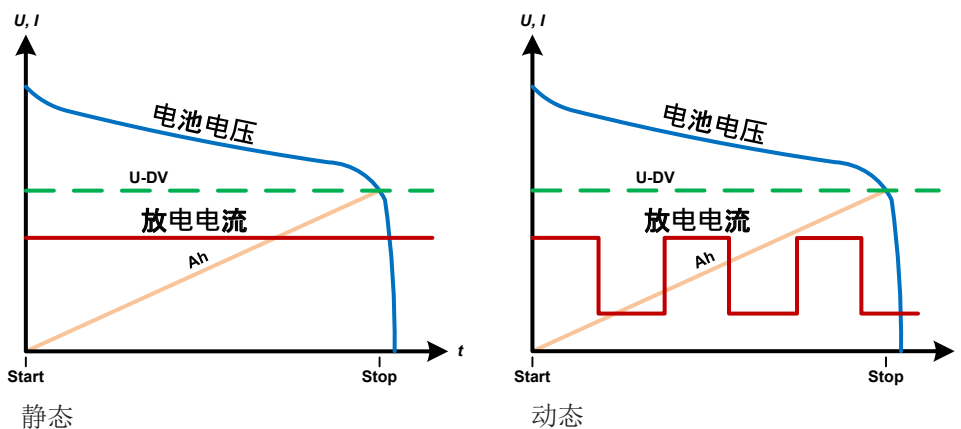 U, I
电池电压
U-DV
放电电流
Ah
t
Start
Stop
静态
U, I
电池电压
U-DV
放电电流
Ah
Start
Stop
动态